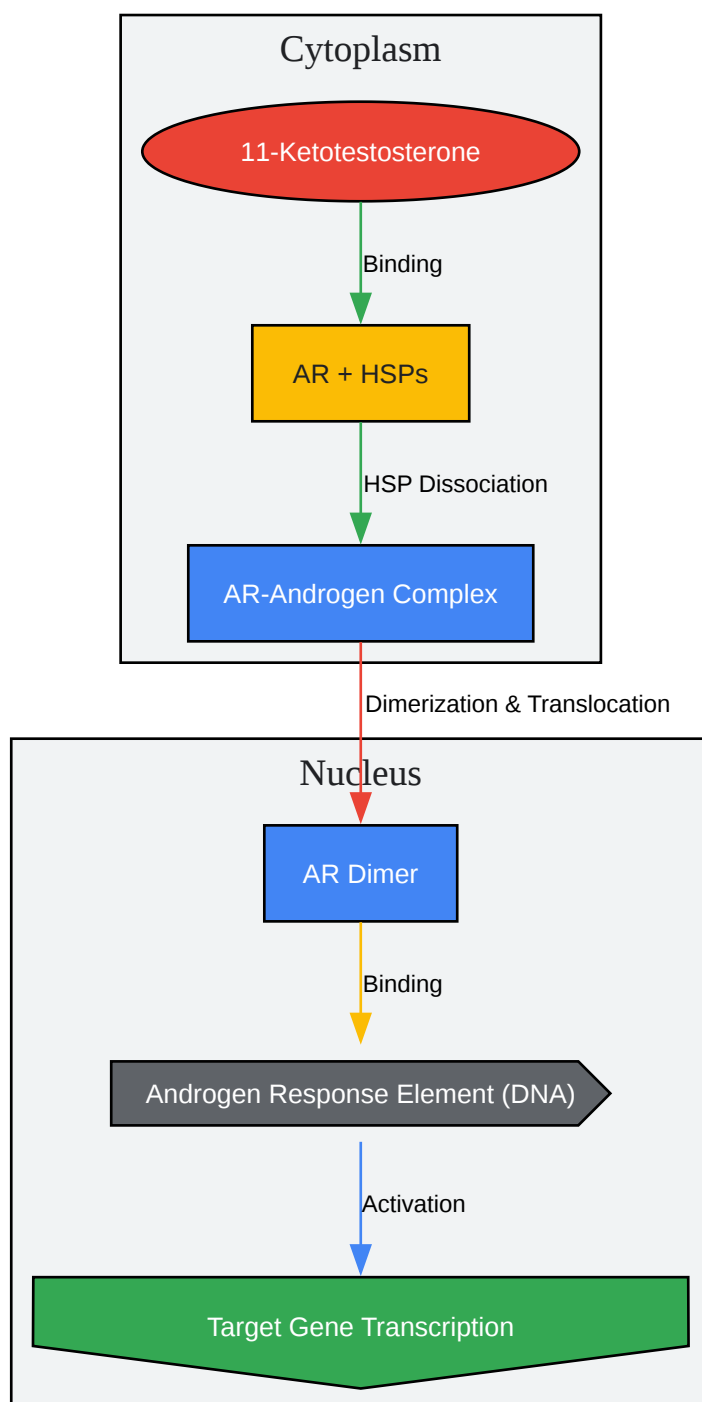 Cytoplasm
11-Ketotestosterone
Binding
AR + HSPs
HSP Dissociation
AR-Androgen Complex
Dimerization & Translocation
Nucleus
AR Dimer
Binding
Androgen Response Element (DNA)
Activation
Target Gene Transcription